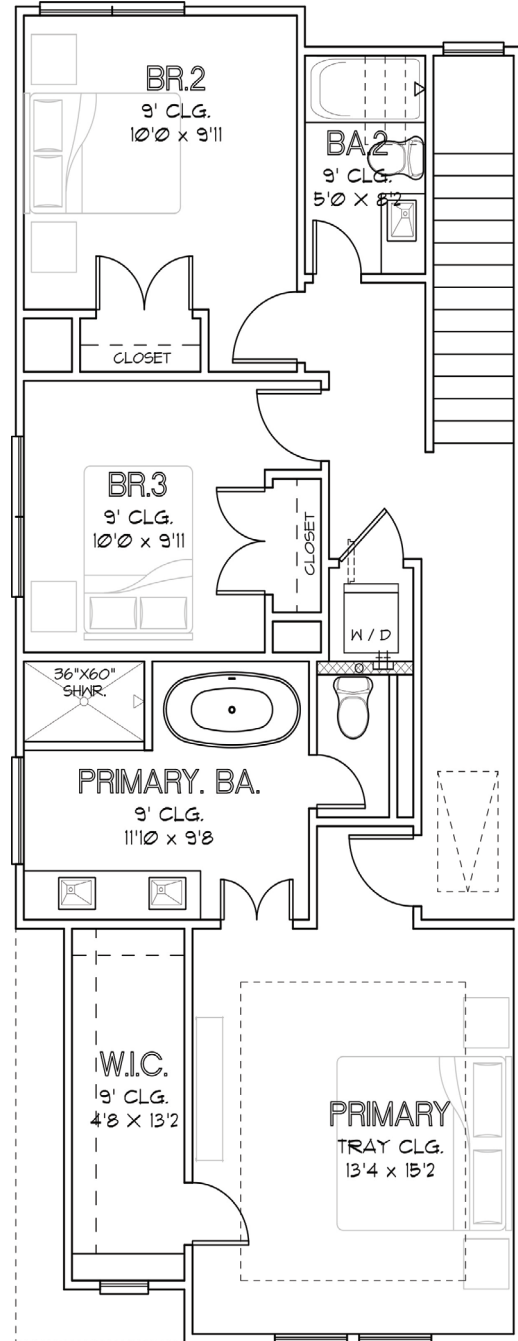 BR.2
9' CLG.
10'0 x 9'11
BA.2
9' CLG.
5'0 X 8'2
CLOSET
BR.3
9' CLG.
10'0 x 9'11
CLOSET
W / D
36"X60"
SHWR.
PRIMARY. BA.
9' CLG.
11'10 x 9'8
W.I.C.
9' CLG.
4'8 X 13'2
PRIMARY
TRAY CLG.
13'4 x 15'2